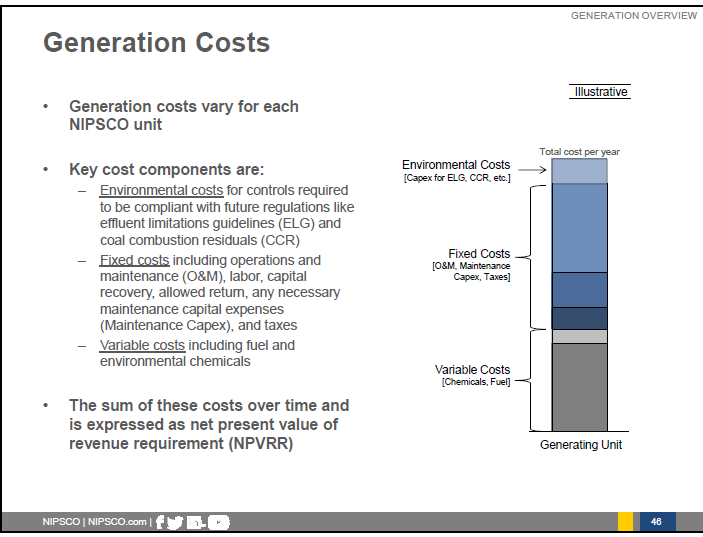 GENERATION OVERVIEW
Generation Costs
• Generation costs vary for each
NIPSCO unit
• Key cost components are:
– Environmental costs for controls required
to be compliant with future regulations like
effluent limitations guidelines (ELG) and
coal combustion residuals (CCR)
– Fixed costs including operations and
maintenance (O&M), labor, capital
recovery, allowed return, any necessary
maintenance capital expenses
(Maintenance Capex), and taxes
– Variable costs including fuel and
environmental chemicals
• The sum of these costs over time and
is expressed as net present value of
revenue requirement (NPVRR)
Illustrative
Total cost per year
Environmental Costs
[Capex for ELG, CCR, etc.]
Fixed Costs
[O&M, Maintenance
Capex, Taxes]
Variable Costs
[Chemicals, Fuel]
Generating Unit
NIPSCO | NIPSCO.com |
46